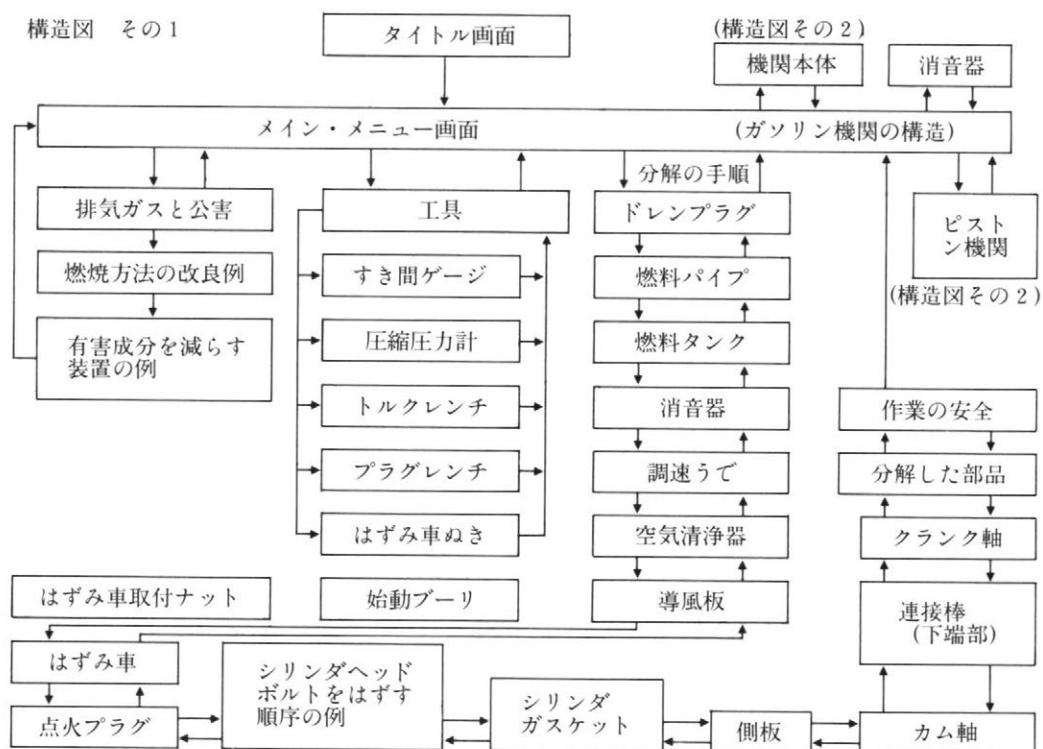 構造図 その1
タイトル画面
(構造図その2)
機関本体
消音器
メイン・メニュー画面
(ガソリン機関の構造)
分解の手順
排気ガスと公害
燃焼方法の改良例
有害成分を減らす
装置の例
工具
すき間ゲージ
圧縮圧力計
トルクレンチ
プラグレンチ
はずみ車ぬき
始動プーリ
ドレンプラグ
燃料パイプ
燃料タンク
消音器
調速うで
空気清浄器
導風板
ピスト
ン機関
(構造図その2)
作業の安全
分解した部品
クランク軸
連接棒
(下端部)
カム軸
はずみ車取付ナット
はずみ車
点火プラグ
シリンダヘッド
ボルトをはずす
順序の例
シリンダ
ガスケット
側板